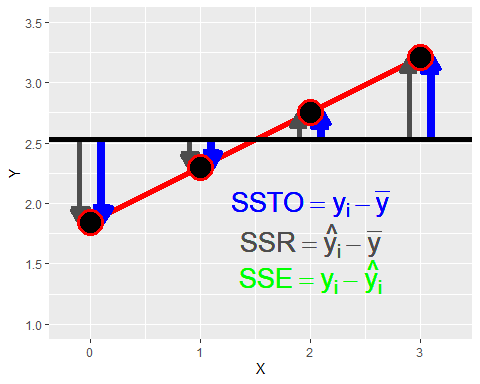 3.5
3.0
2.5
2.0
1.5
1.0
Y
SSTO = yᵢ − y̅
SSR = ŷᵢ − y̅
SSE = yᵢ − ŷᵢ
0 1 2 3
X